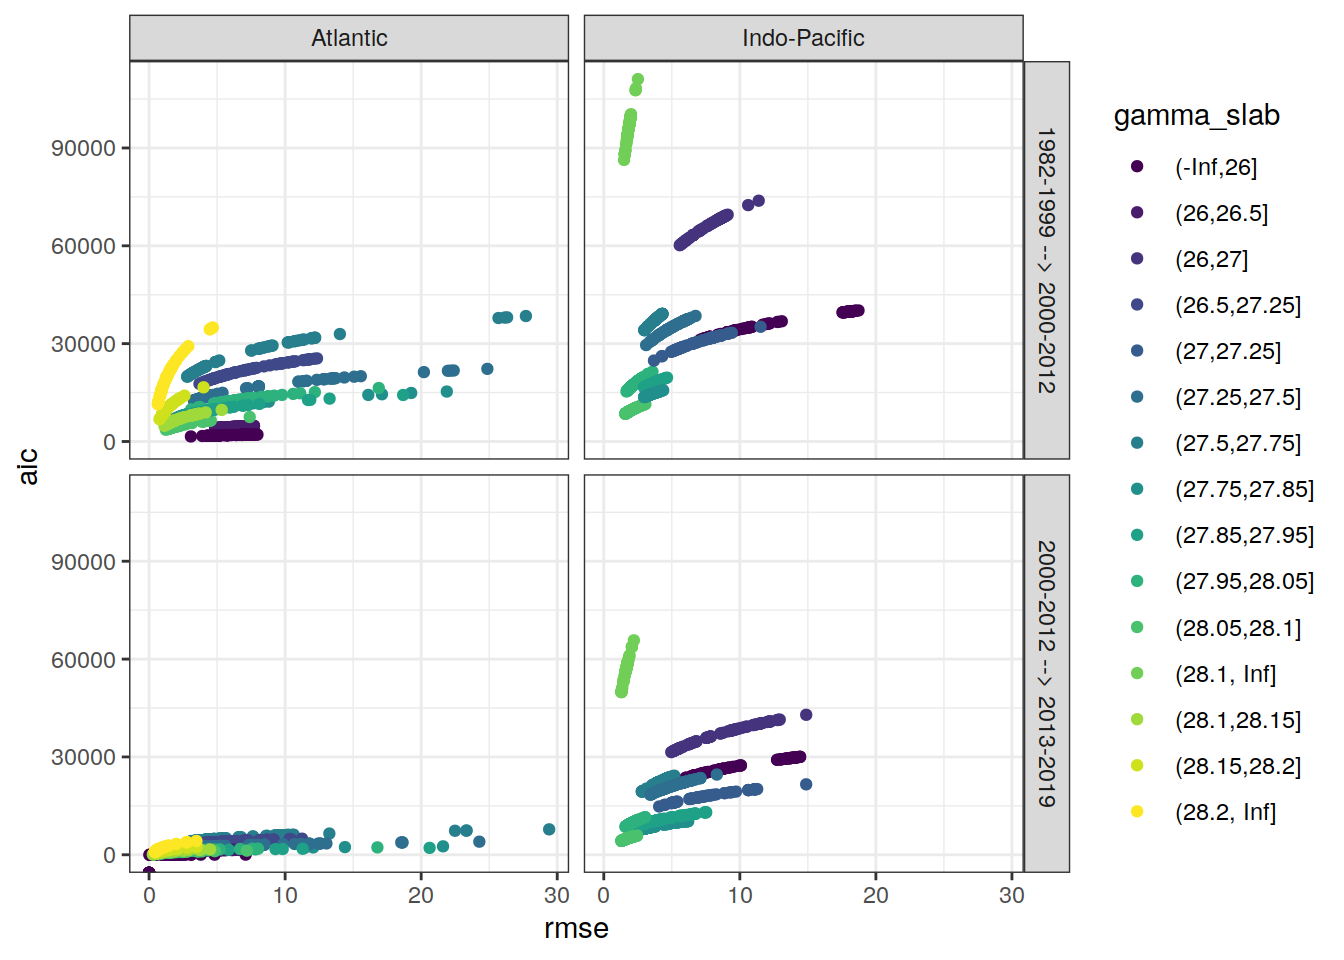 Atlantic
Indo-Pacific
1982-1999 --> 2000-2012
2000-2012 --> 2013-2019
aic
90000
60000
30000
0
90000
60000
30000
0
0
10
20
30
0
10
20
30
rmse
gamma_slab
(-Inf,26]
(26,26.5]
(26,27]
(26.5,27.25]
(27,27.25]
(27.25,27.5]
(27.5,27.75]
(27.75,27.85]
(27.85,27.95]
(27.95,28.05]
(28.05,28.1]
(28.1, Inf]
(28.1,28.15]
(28.15,28.2]
(28.2, Inf]